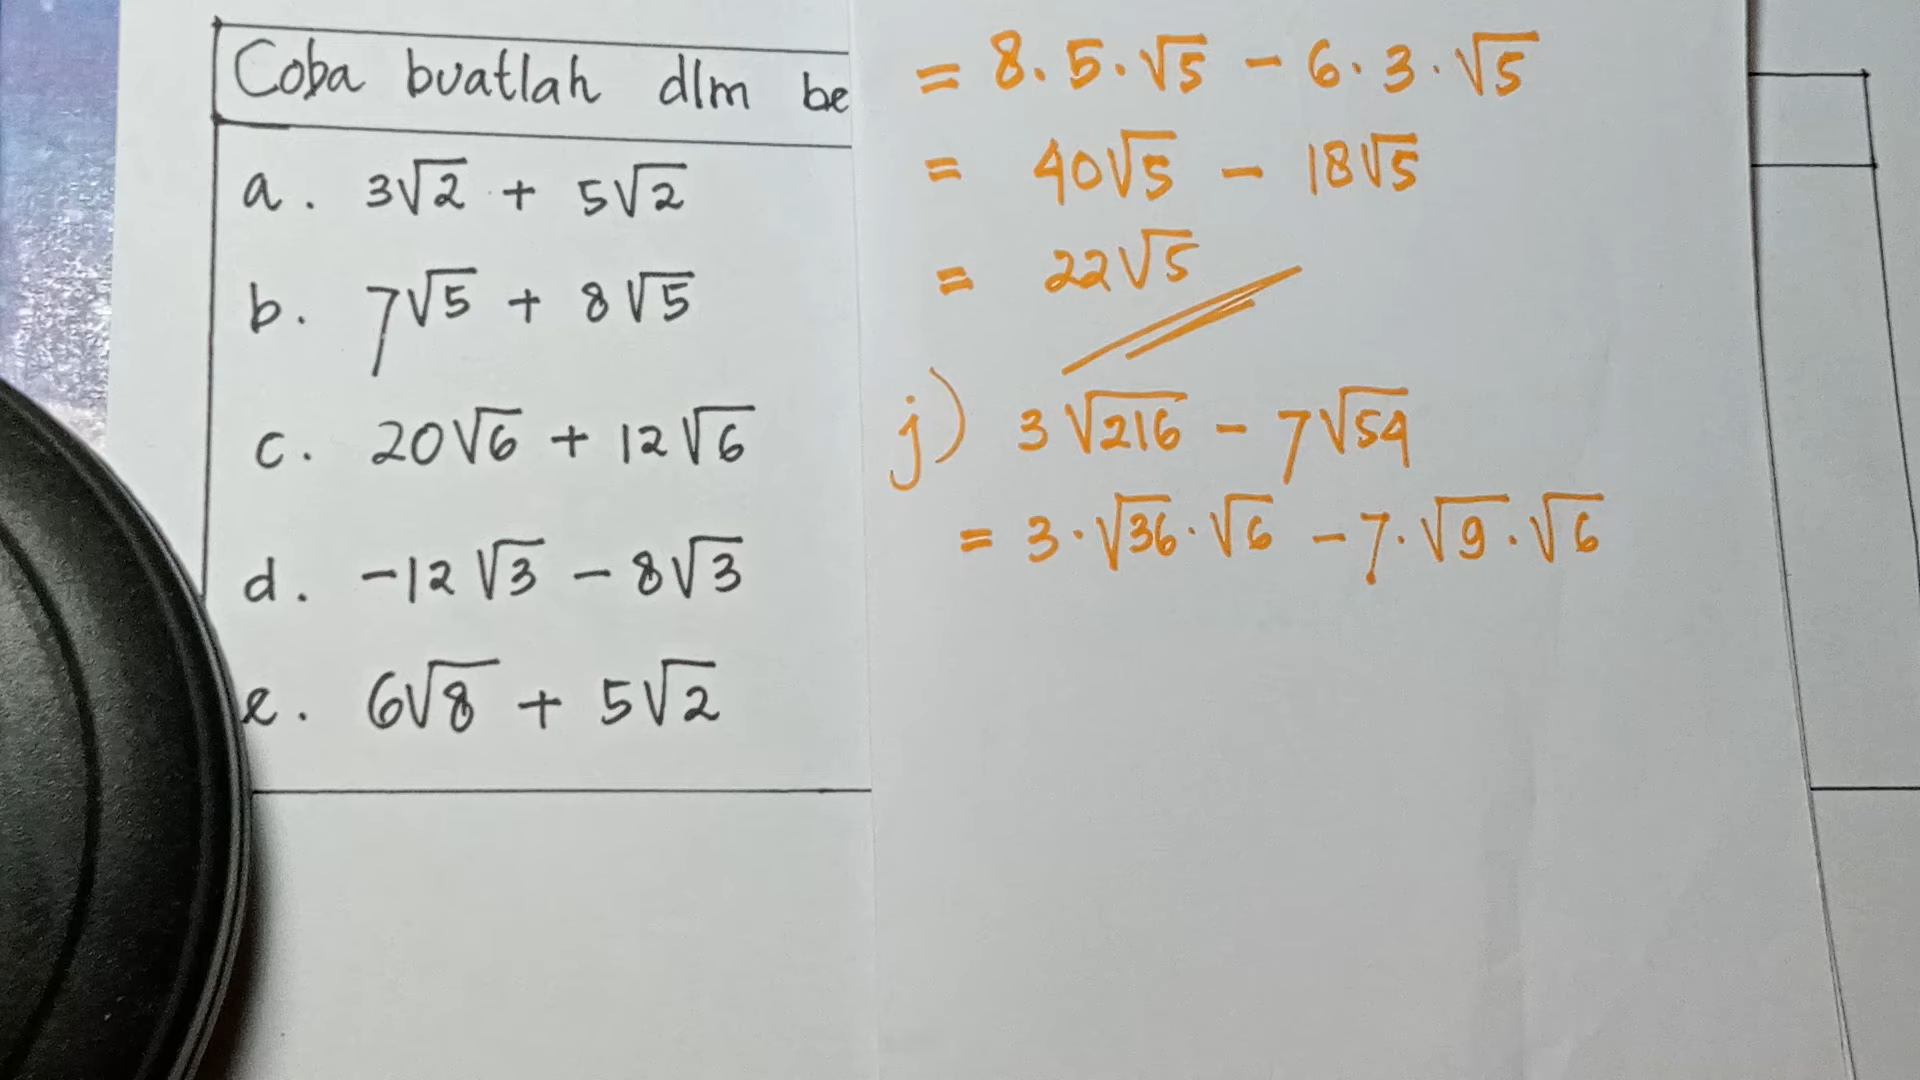 Coba buatlah dlm be
a. 3√2 + 5√2
b. 7√5 + 8√5
c. 20√6 + 12√6
d. -12√3 - 8√3
e. 6√8 + 5√2
= 8.5.√5 - 6.3.√5
= 40√5 - 18√5
= 22√5
j) 3√216 - 7√54
= 3.√36.√6 - 7.√9.√6